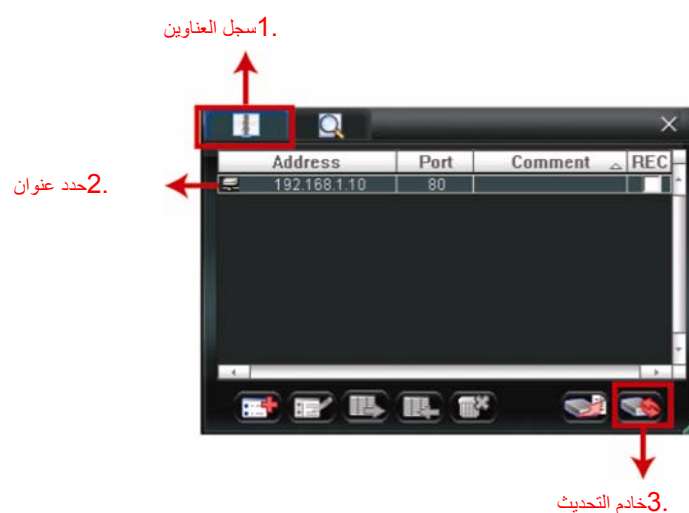 1.سجل العناوين
Address Port Comment REC
192.168.1.10 80
2.حدد عنوان
3.خادم التحديث